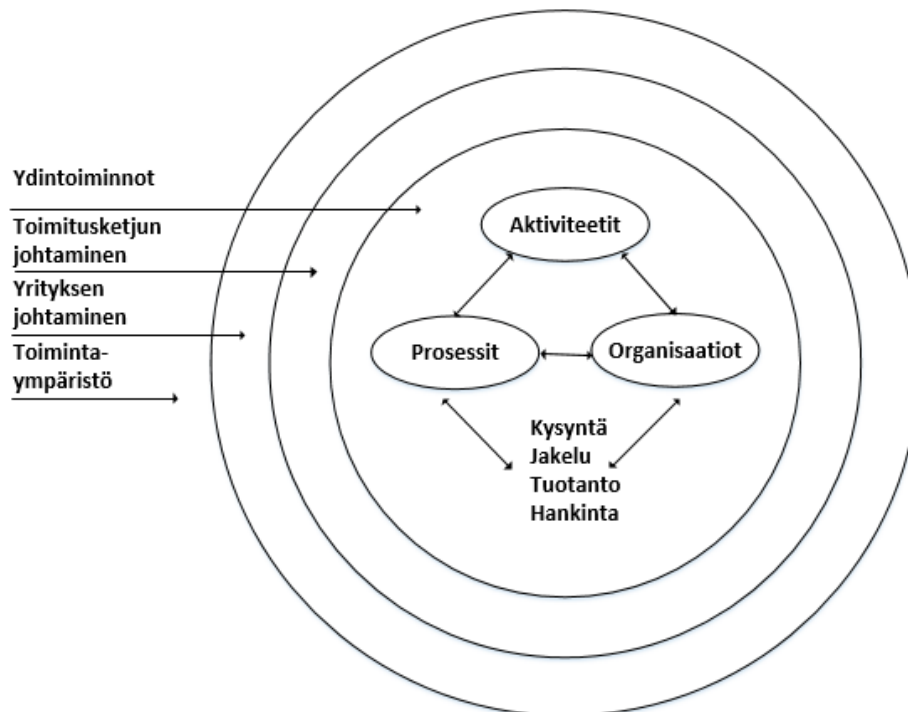 Ydintoiminnot
Toimitusketjun
johtaminen
Yrityksen
johtaminen
Toiminta-
ympäristö
Aktiviteetit
Prosessit
Organisaatiot
Kysyntä
Jakelu
Tuotanto
Hankinta